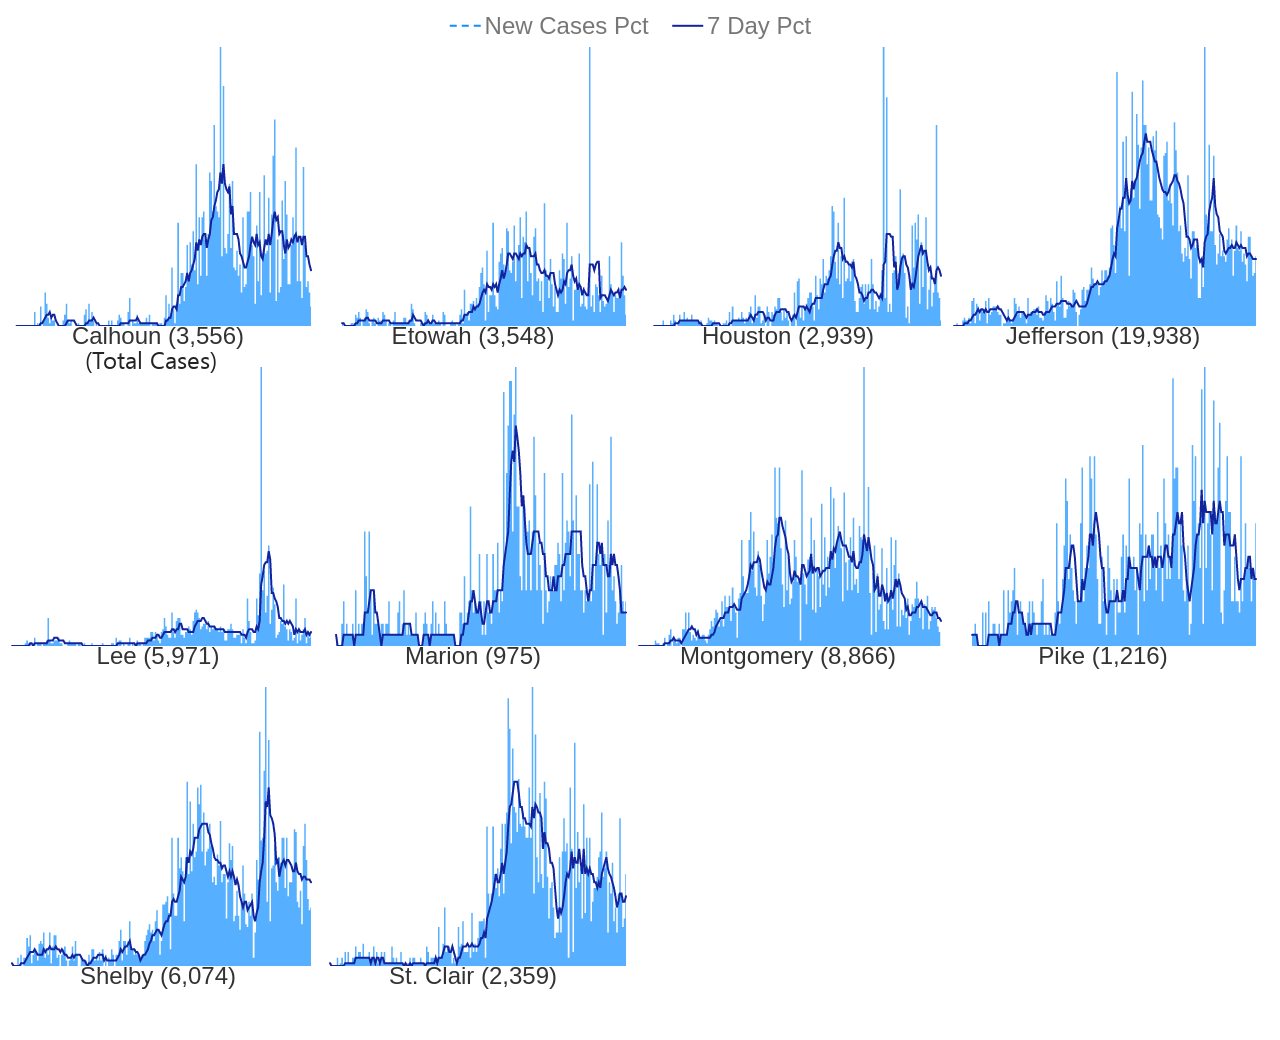 New Cases Pct 7 Day Pct
Calhoun (3,556) Etowah (3,548) Houston (2,939) Jefferson (19,938)
(Total Cases)
Lee (5,971) Marion (975) Montgomery (8,866) Pike (1,216)
Shelby (6,074) St. Clair (2,359)